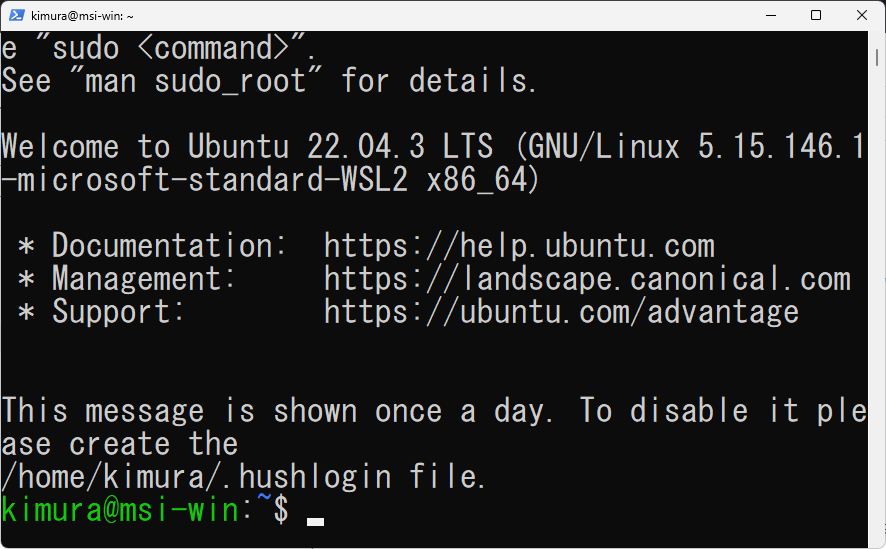 kimura@msi-win: ~
e "sudo <command>".
See "man sudo_root" for details.
Welcome to Ubuntu 22.04.3 LTS (GNU/Linux 5.15.146.1
-microsoft-standard-WSL2 x86_64)
* Documentation:  https://help.ubuntu.com
* Management:     https://landscape.canonical.com
* Support:        https://ubuntu.com/advantage
This message is shown once a day. To disable it ple
ase create the
/home/kimura/.hushlogin file.
kimura@msi-win:~$